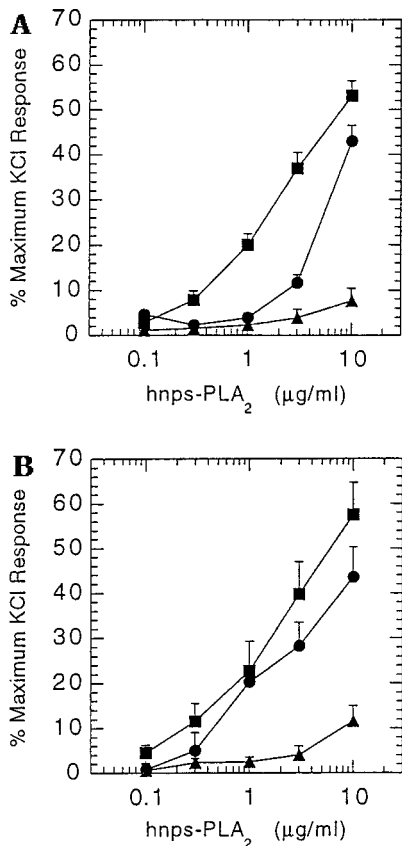 A
% Maximum KCl Response
70
60
50
40
30
20
10
0
0.1 1 10
hnps-PLA₂ (μg/ml)
B
% Maximum KCl Response
70
60
50
40
30
20
10
0
0.1 1 10
hnps-PLA₂ (μg/ml)